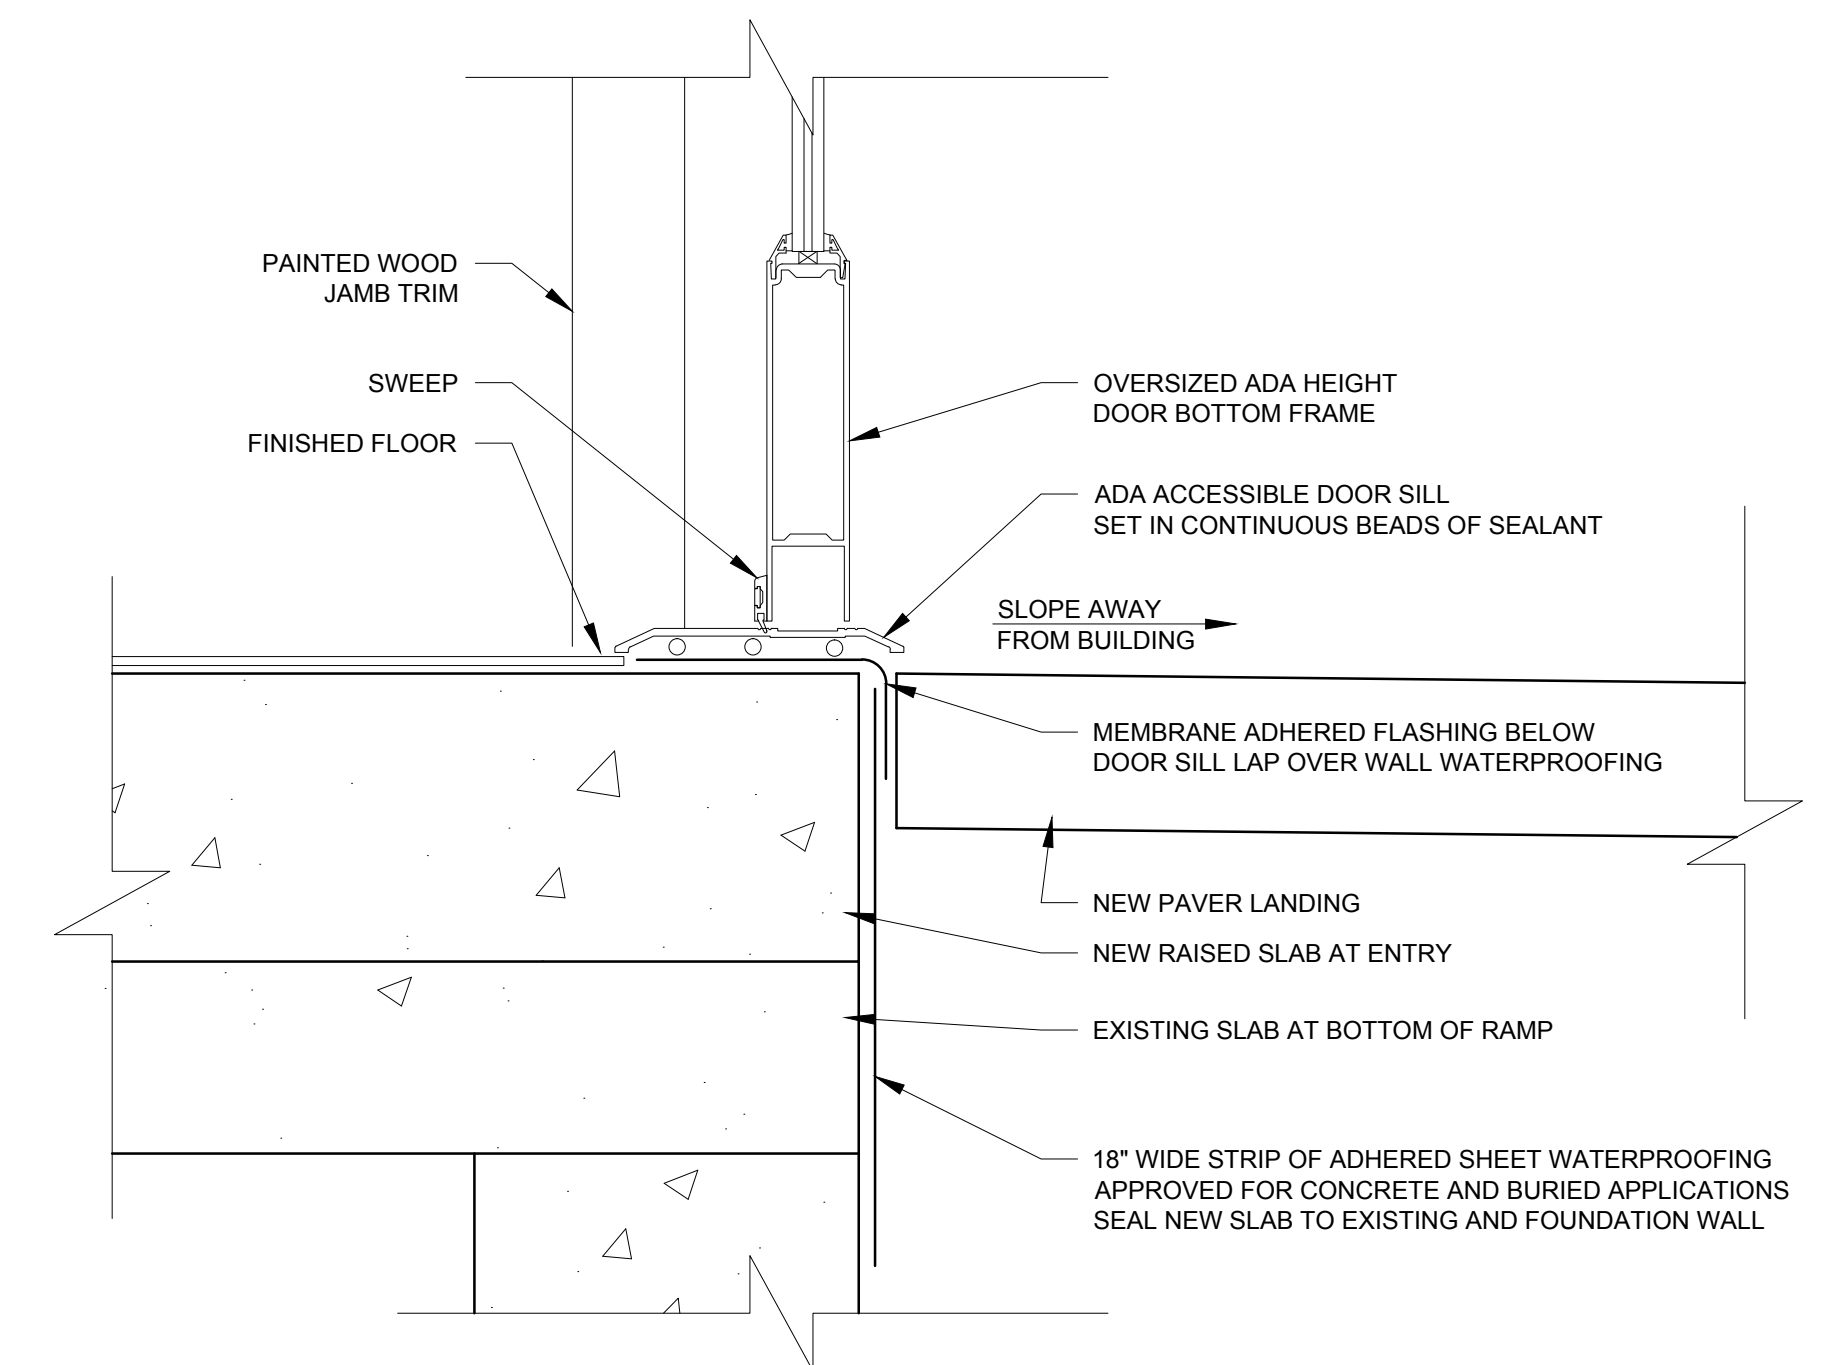 PAINTED WOOD
JAMB TRIM
SWEEP
FINISHED FLOOR
OVERSIZED ADA HEIGHT
DOOR BOTTOM FRAME
ADA ACCESSIBLE DOOR SILL
SET IN CONTINUOUS BEADS OF SEALANT
SLOPE AWAY
FROM BUILDING
MEMBRANE ADHERED FLASHING BELOW
DOOR SILL LAP OVER WALL WATERPROOFING
NEW PAVER LANDING
NEW RAISED SLAB AT ENTRY
EXISTING SLAB AT BOTTOM OF RAMP
18" WIDE STRIP OF ADHERED SHEET WATERPROOFING
APPROVED FOR CONCRETE AND BURIED APPLICATIONS
SEAL NEW SLAB TO EXISTING AND FOUNDATION WALL